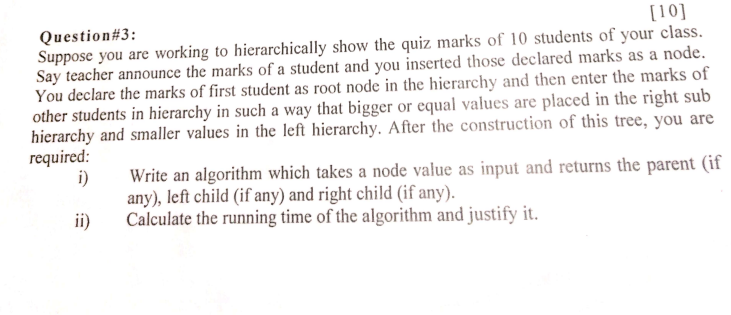 [10]
Question#3:
Suppose you are working to hierarchically show the quiz marks of 10 students of your class.
Say teacher announce the marks of a student and you inserted those declared marks as a node.
You declare the marks of first student as root node in the hierarchy and then enter the marks of
other students in hierarchy in such a way that bigger or equal values are placed in the right sub
hierarchy and smaller values in the left hierarchy. After the construction of this tree, you are
required:
i) Write an algorithm which takes a node value as input and returns the parent (if
any), left child (if any) and right child (if any).
ii) Calculate the running time of the algorithm and justify it.